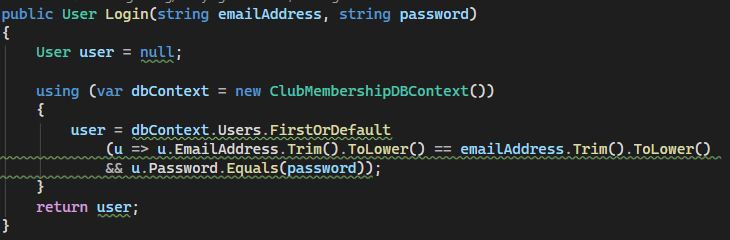 public User Login(string emailAddress, string password)
{
    User user = null;
    using (var dbContext = new ClubMembershipDBContext())
    {
        user = dbContext.Users.FirstOrDefault
            (u => u.EmailAddress.Trim().ToLower() == emailAddress.Trim().ToLower()
            && u.Password.Equals(password));
    }
    return user;
}